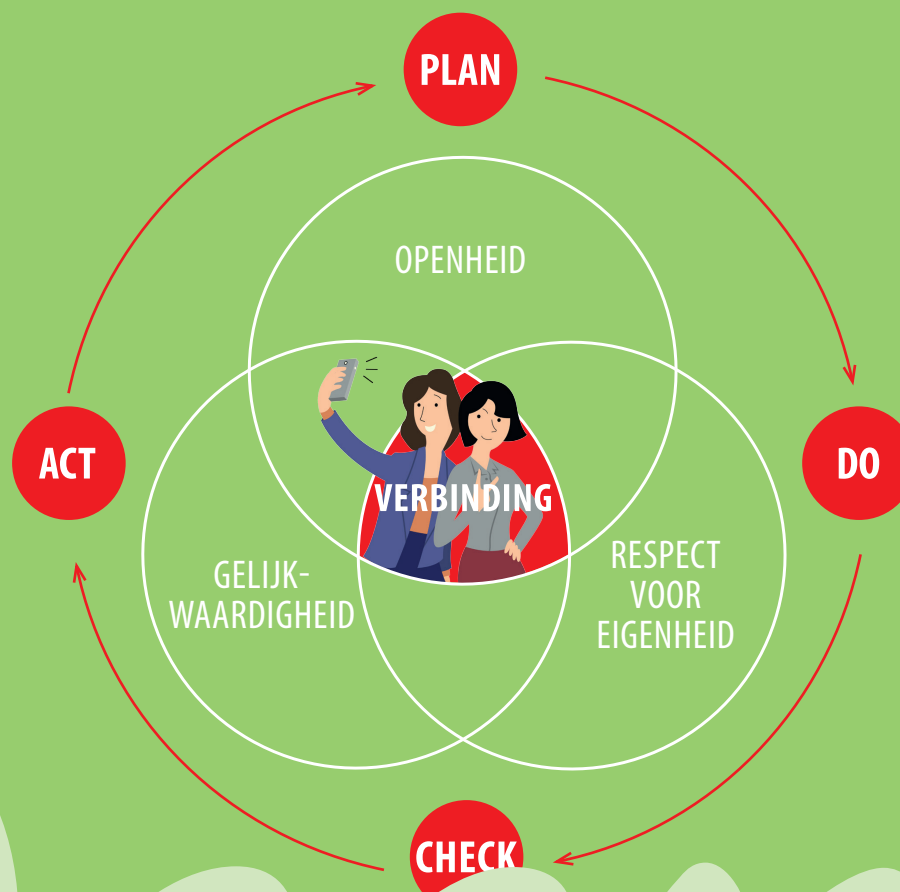 PLAN
OPENHEID
ACT
DO
VERBINDING
GELIJK-
WAARDIGHEID
RESPECT
VOOR
EIGENHEID
CHECK